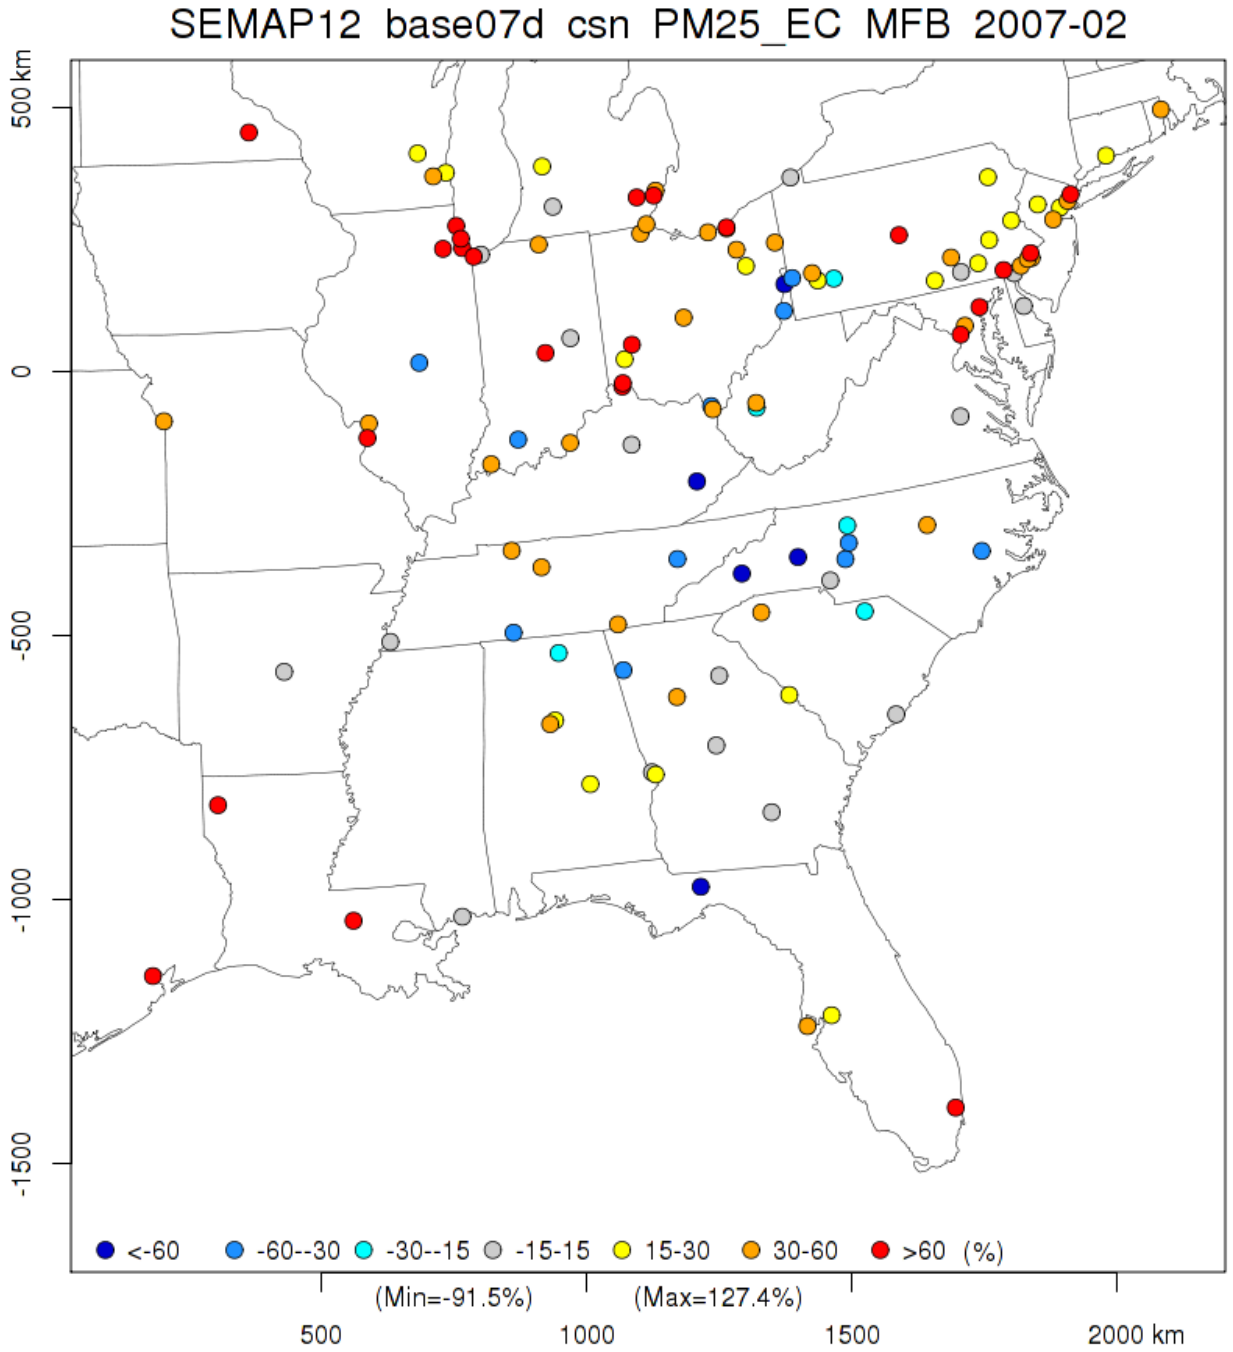 SEMAP12 base07d csn PM25_EC MFB 2007-02
500 km
0
-500
-1000
-1500
<-60 -60--30 -30--15 -15-15 15-30 30-60 >60 (%)
(Min=-91.5%) (Max=127.4%)
500 1000 1500 2000 km